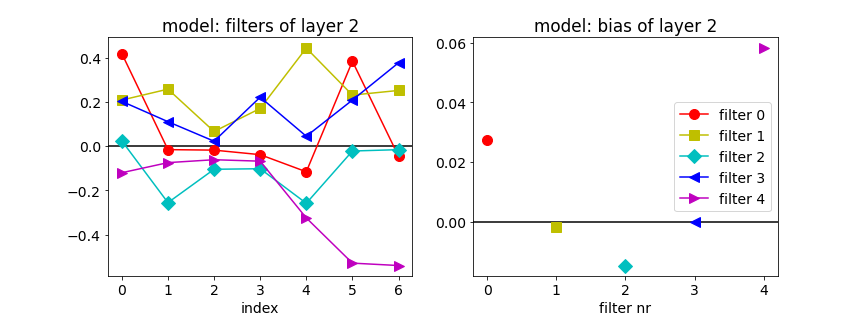 model: filters of layer 2
0.4
0.2
0.0
−0.2
−0.4
0 1 2 3 4 5 6
index
model: bias of layer 2
0.06
0.04
0.02
0.00
filter 0
filter 1
filter 2
filter 3
filter 4
0 1 2 3 4
filter nr